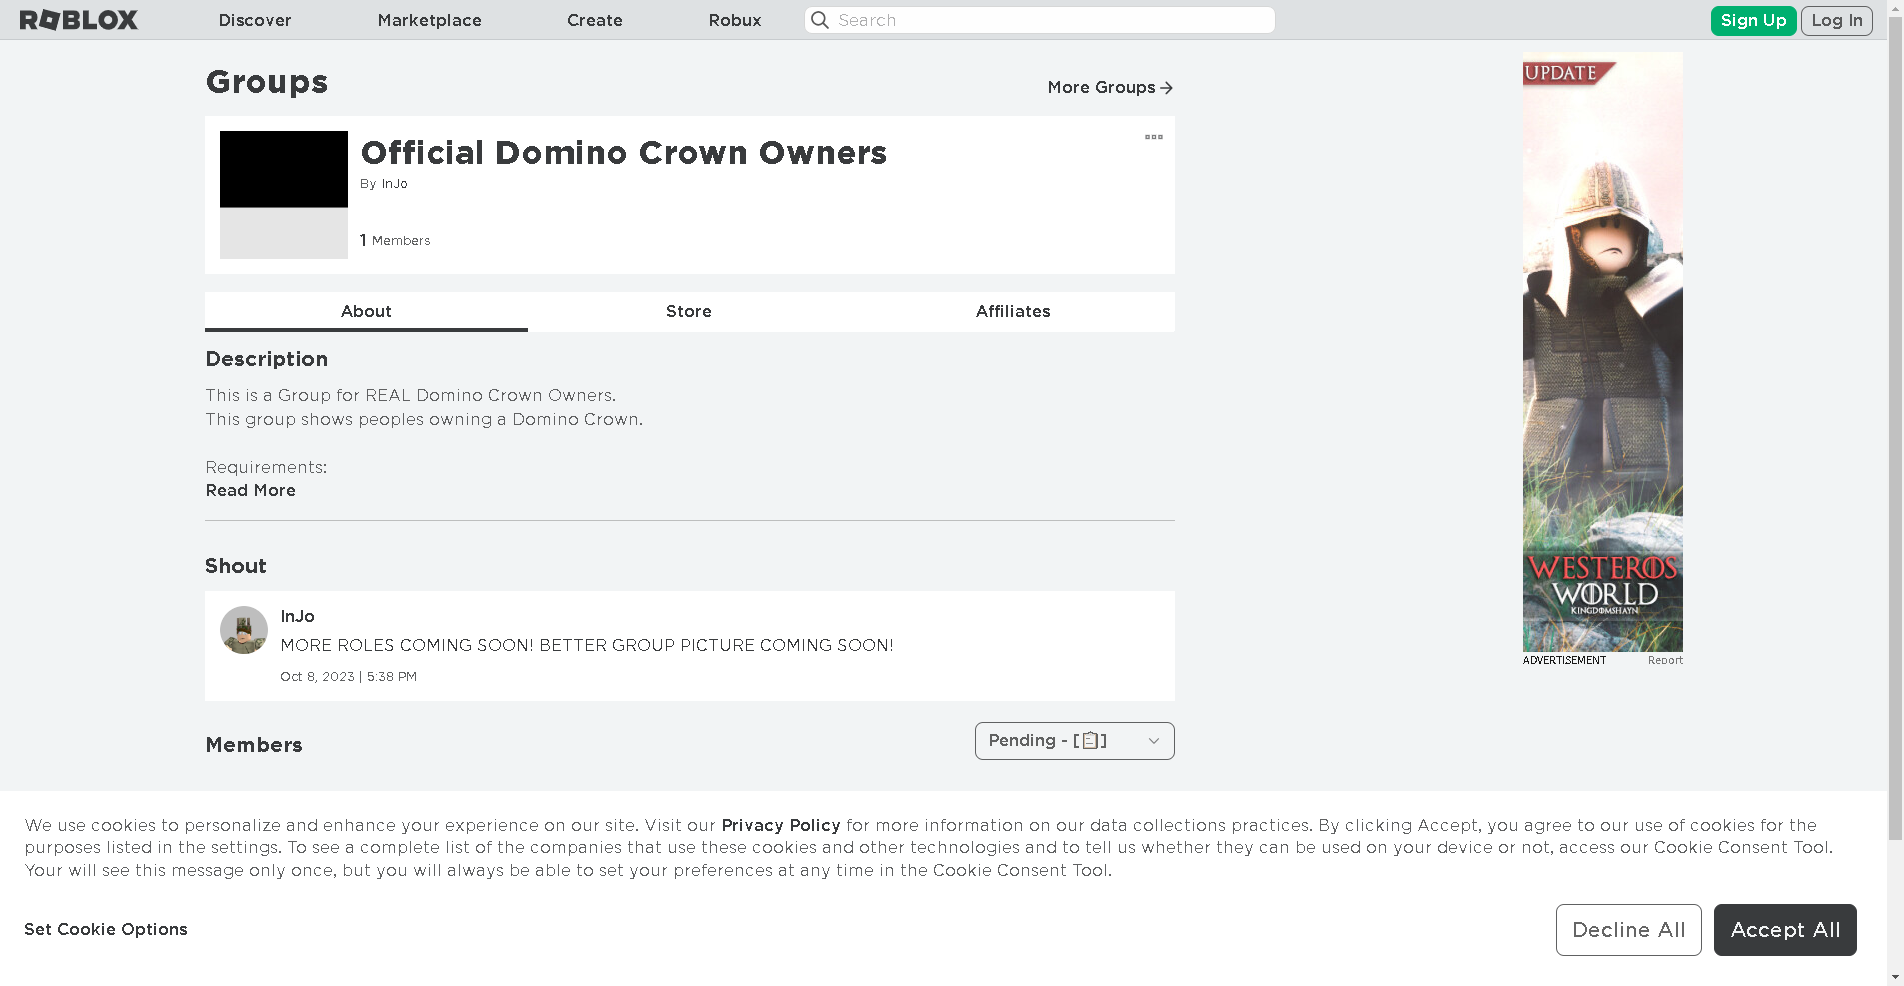 ROBLOX
Discover
Marketplace
Create
Robux
Search
Sign Up
Log In
Groups
More Groups
Official Domino Crown Owners
By InJo
1 Members
About
Store
Affiliates
Description
This is a Group for REAL Domino Crown Owners.
This group shows peoples owning a Domino Crown.
Requirements:
Read More
Shout
InJo
MORE ROLES COMING SOON! BETTER GROUP PICTURE COMING SOON!
Oct 8, 2023 | 5:38 PM
Members
Pending - [📋]
UPDATE
WESTEROS
WORLD
KINGDOMSHAYN
ADVERTISEMENT
Report
We use cookies to personalize and enhance your experience on our site. Visit our Privacy Policy for more information on our data collections practices. By clicking Accept, you agree to our use of cookies for the
purposes listed in the settings. To see a complete list of the companies that use these cookies and other technologies and to tell us whether they can be used on your device or not, access our Cookie Consent Tool.
Your will see this message only once, but you will always be able to set your preferences at any time in the Cookie Consent Tool.
Set Cookie Options
Decline All
Accept All